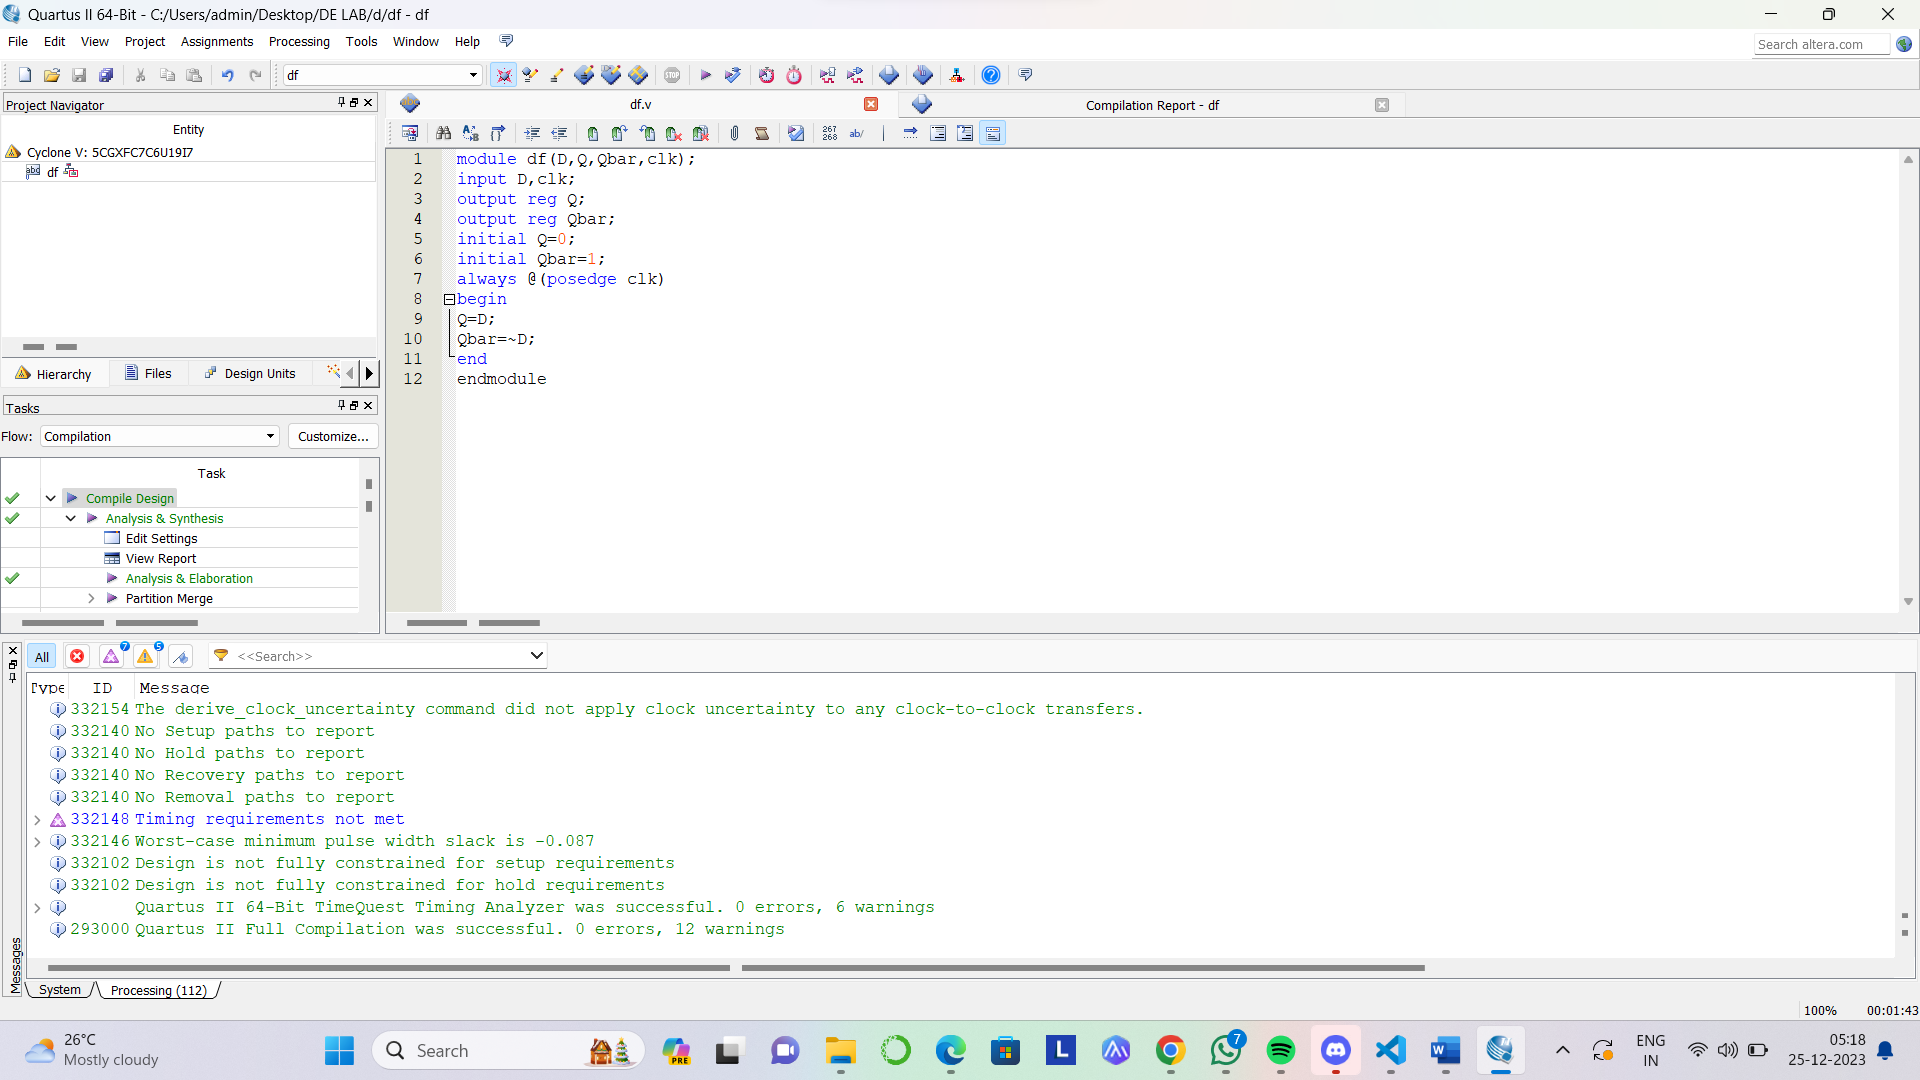 Quartus II 64-Bit - C:/Users/admin/Desktop/DE LAB/d/df - df
File Edit View Project Assignments Processing Tools Window Help
Search altera.com
df
Project Navigator
Entity
Cyclone V: 5CGXFC7C6U19I7
df
Hierarchy Files Design Units
Tasks
Flow: Compilation Customize...
Task
Compile Design
Analysis & Synthesis
Edit Settings
View Report
Analysis & Elaboration
Partition Merge
df.v
Compilation Report - df
267
268 ab/
1 module df(D,Q,Qbar,clk);
2 input D,clk;
3 output reg Q;
4 output reg Qbar;
5 initial Q=0;
6 initial Qbar=1;
7 always @(posedge clk)
8 begin
9 Q=D;
10 Qbar=~D;
11 end
12 endmodule
All 7 5 <<Search>>
Type ID Message
332154 The derive_clock_uncertainty command did not apply clock uncertainty to any clock-to-clock transfers.
332140 No Setup paths to report
332140 No Hold paths to report
332140 No Recovery paths to report
332140 No Removal paths to report
332148 Timing requirements not met
332146 Worst-case minimum pulse width slack is -0.087
332102 Design is not fully constrained for setup requirements
332102 Design is not fully constrained for hold requirements
Quartus II 64-Bit TimeQuest Timing Analyzer was successful. 0 errors, 6 warnings
293000 Quartus II Full Compilation was successful. 0 errors, 12 warnings
Messages
System Processing (112)
100% 00:01:43
26°C
Mostly cloudy
Search
PRE
L
7
W
ENG
IN
05:18
25-12-2023